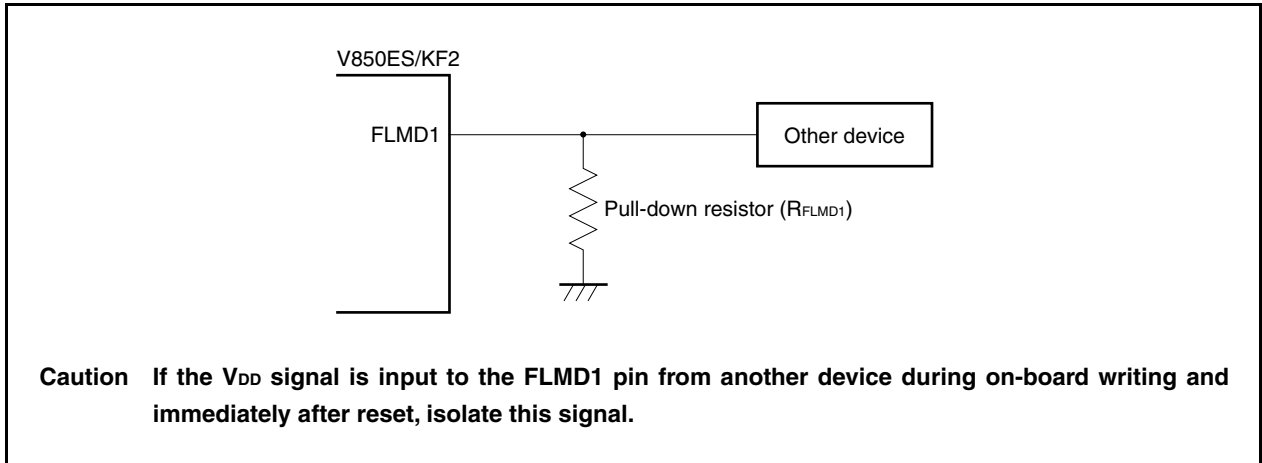 V850ES/KF2
FLMD1
Other device
Pull-down resistor (RFLMD1)
Caution If the VDD signal is input to the FLMD1 pin from another device during on-board writing and
immediately after reset, isolate this signal.